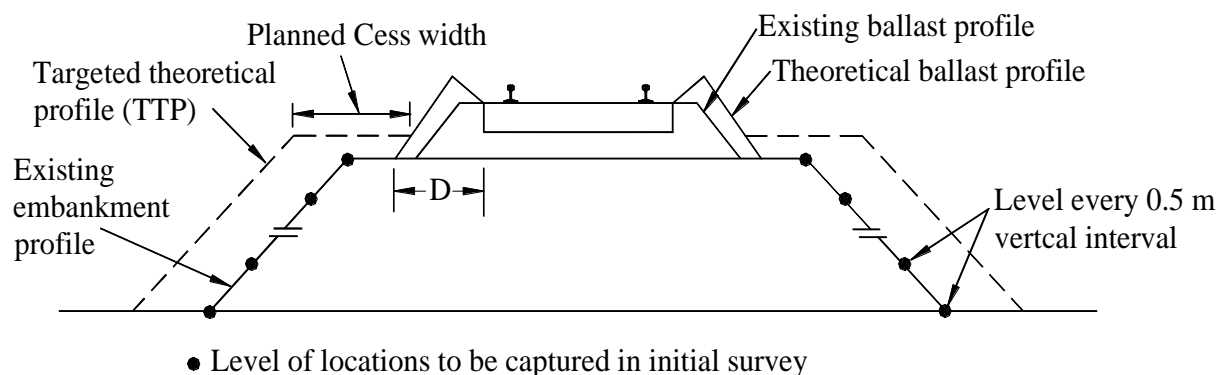 Planned Cess width
Existing ballast profile
Theoretical ballast profile
Targeted theoretical
profile (TTP)
Existing
embankment
profile
D
Level every 0.5 m
vertcal interval
Level of locations to be captured in initial survey